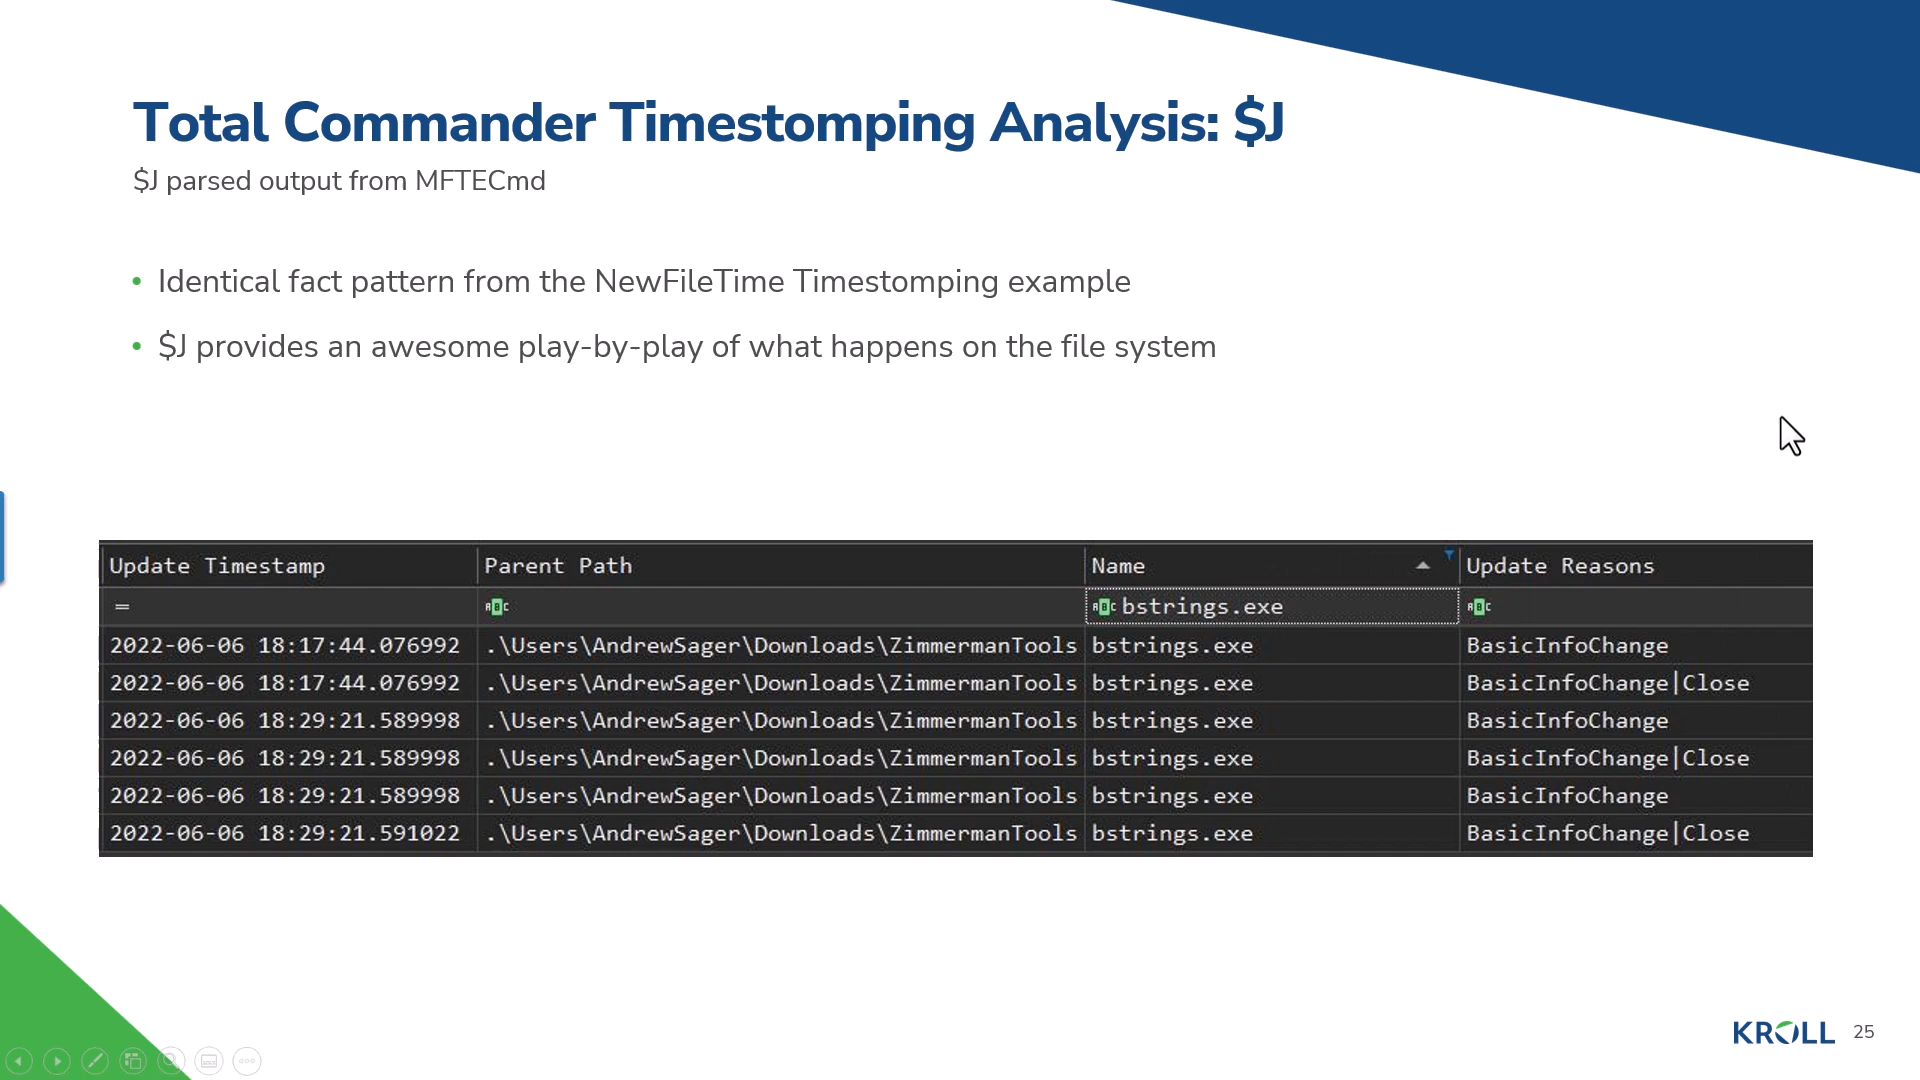 Total Commander Timestomping Analysis: $J
$J parsed output from MFTECmd
• Identical fact pattern from the NewFileTime Timestomping example
• $J provides an awesome play-by-play of what happens on the file system
Update Timestamp Parent Path Name Update Reasons
= ABC ABC bstrings.exe ABC
2022-06-06 18:17:44.076992 .\Users\AndrewSager\Downloads\ZimmermanTools bstrings.exe BasicInfoChange
2022-06-06 18:17:44.076992 .\Users\AndrewSager\Downloads\ZimmermanTools bstrings.exe BasicInfoChange|Close
2022-06-06 18:29:21.589998 .\Users\AndrewSager\Downloads\ZimmermanTools bstrings.exe BasicInfoChange
2022-06-06 18:29:21.589998 .\Users\AndrewSager\Downloads\ZimmermanTools bstrings.exe BasicInfoChange|Close
2022-06-06 18:29:21.589998 .\Users\AndrewSager\Downloads\ZimmermanTools bstrings.exe BasicInfoChange
2022-06-06 18:29:21.591022 .\Users\AndrewSager\Downloads\ZimmermanTools bstrings.exe BasicInfoChange|Close
KROLL 25